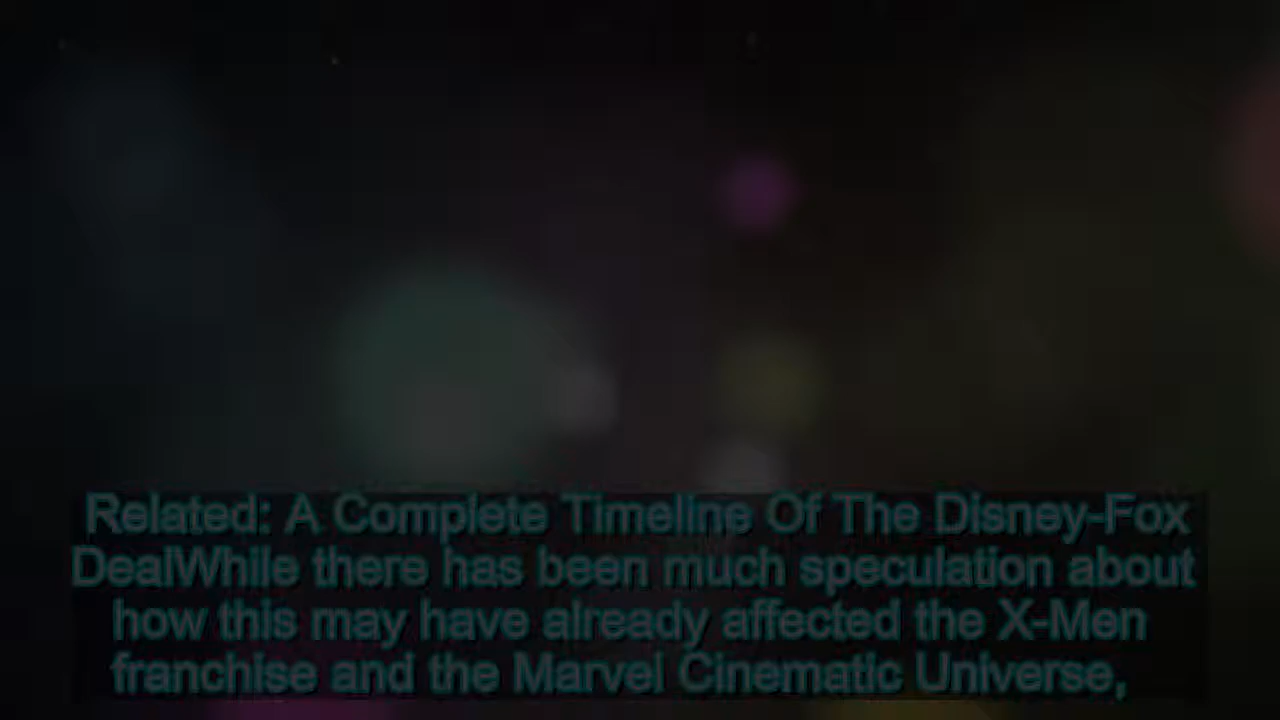 Related: A Complete Timeline Of The Disney-Fox
DealWhile there has been much speculation about
how this may have already affected the X-Men
franchise and the Marvel Cinematic Universe,